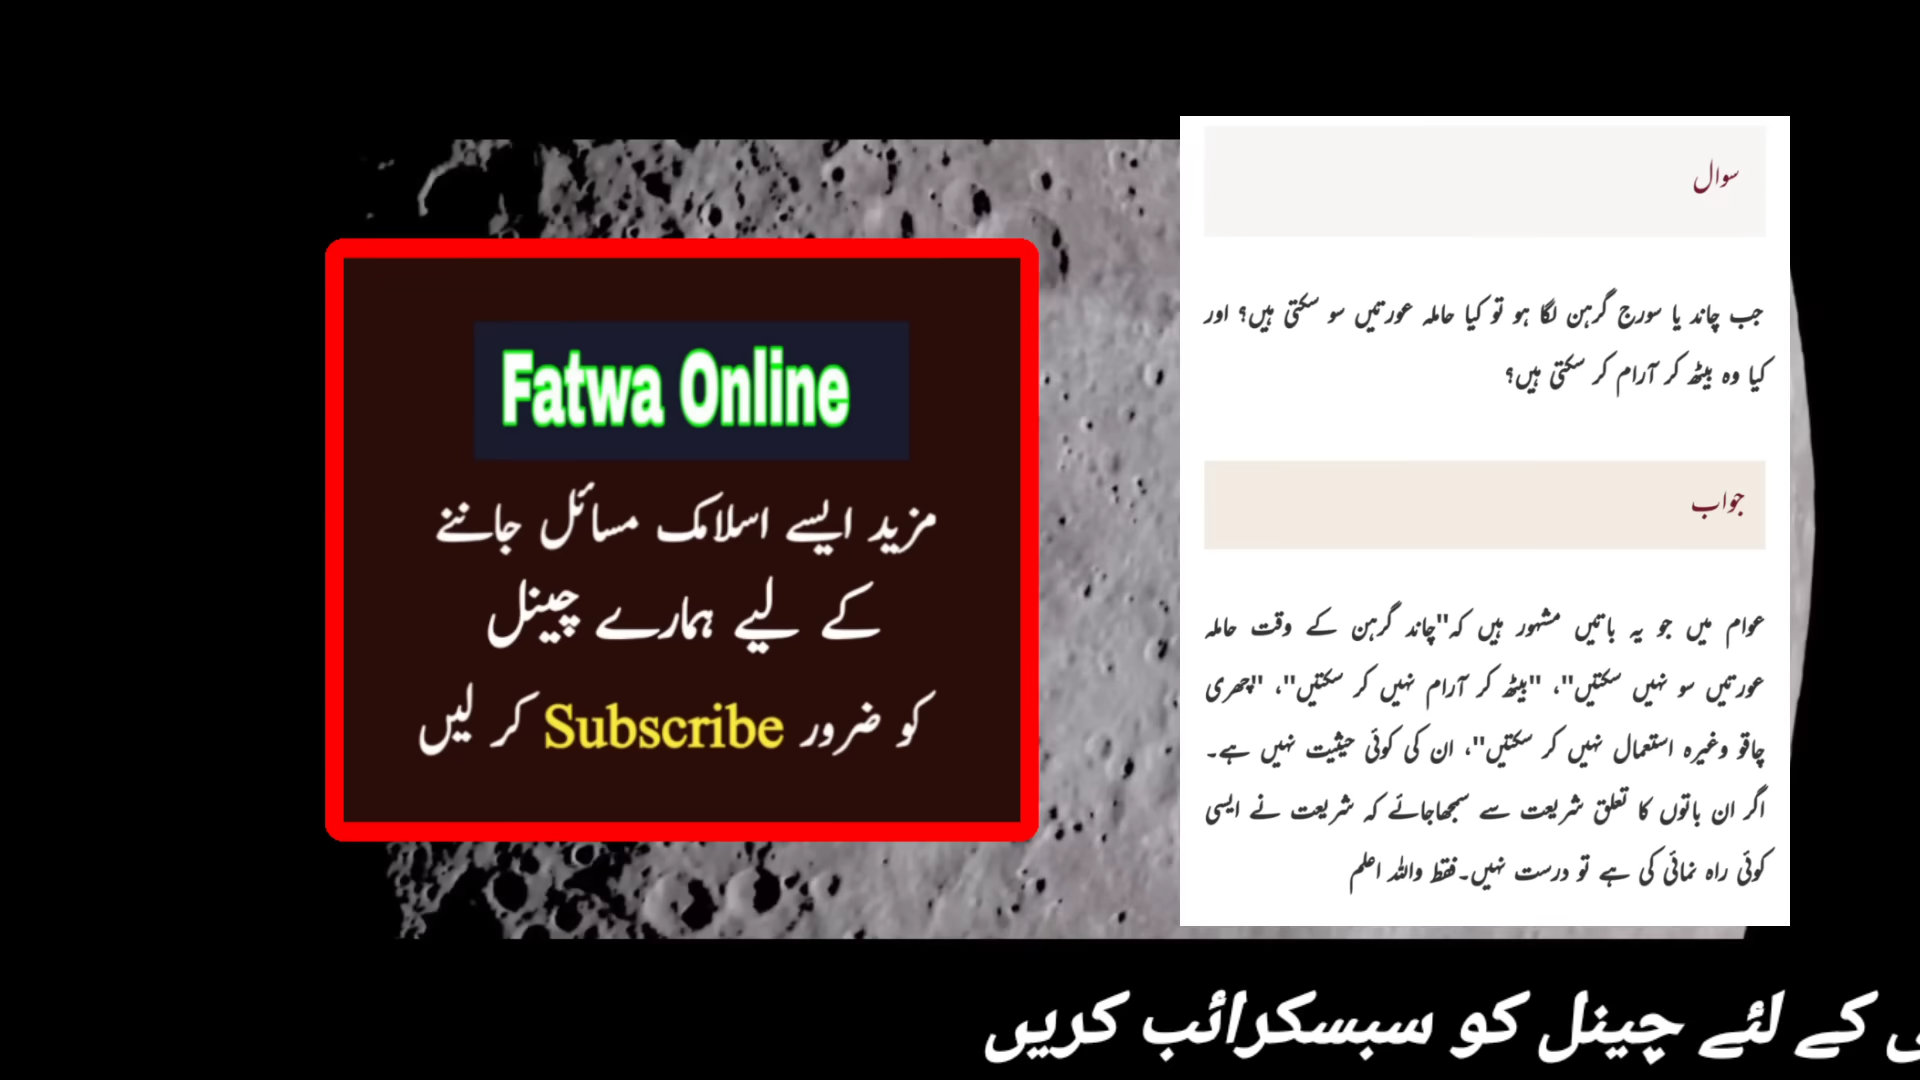 Fatwa Online
مزید ایسے اسلامک مسائل جاننے
کے لیے ہمارے چینل
کو ضرور Subscribe کر لیں
سوال
جب چاند یا سورج گرہن لگا ہو تو کیا حاملہ عورتیں سو سکتی ہیں؟ اور
کیا وہ بیٹھ کر آرام کر سکتی ہیں؟
جواب
عوام میں جو یہ باتیں مشہور ہیں کہ"چاند گرہن کے وقت حاملہ
عورتیں سو نہیں سکتیں"، "بیٹھ کر آرام نہیں کر سکتیں"، "چھری
چاقو وغیرہ استعمال نہیں کر سکتیں"، ان کی کوئی حیثیت نہیں ہے۔
اگر ان باتوں کا تعلق شریعت سے سمجھاجائے کہ شریعت نے ایسی
کوئی راہ نمائی کی ہے تو درست نہیں۔فقط واللہ اعلم
کے لئے چینل کو سبسکرائب کریں